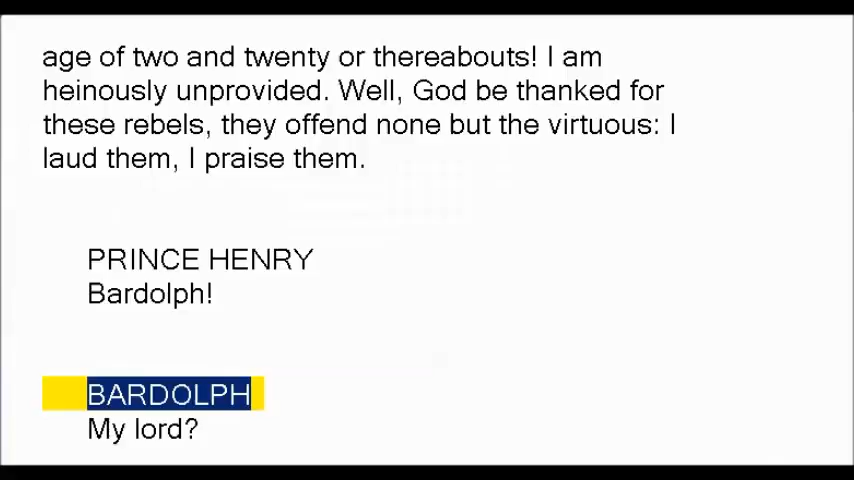 age of two and twenty or thereabouts! I am
heinously unprovided. Well, God be thanked for
these rebels, they offend none but the virtuous: I
laud them, I praise them.
PRINCE HENRY
Bardolph!
BARDOLPH
My lord?